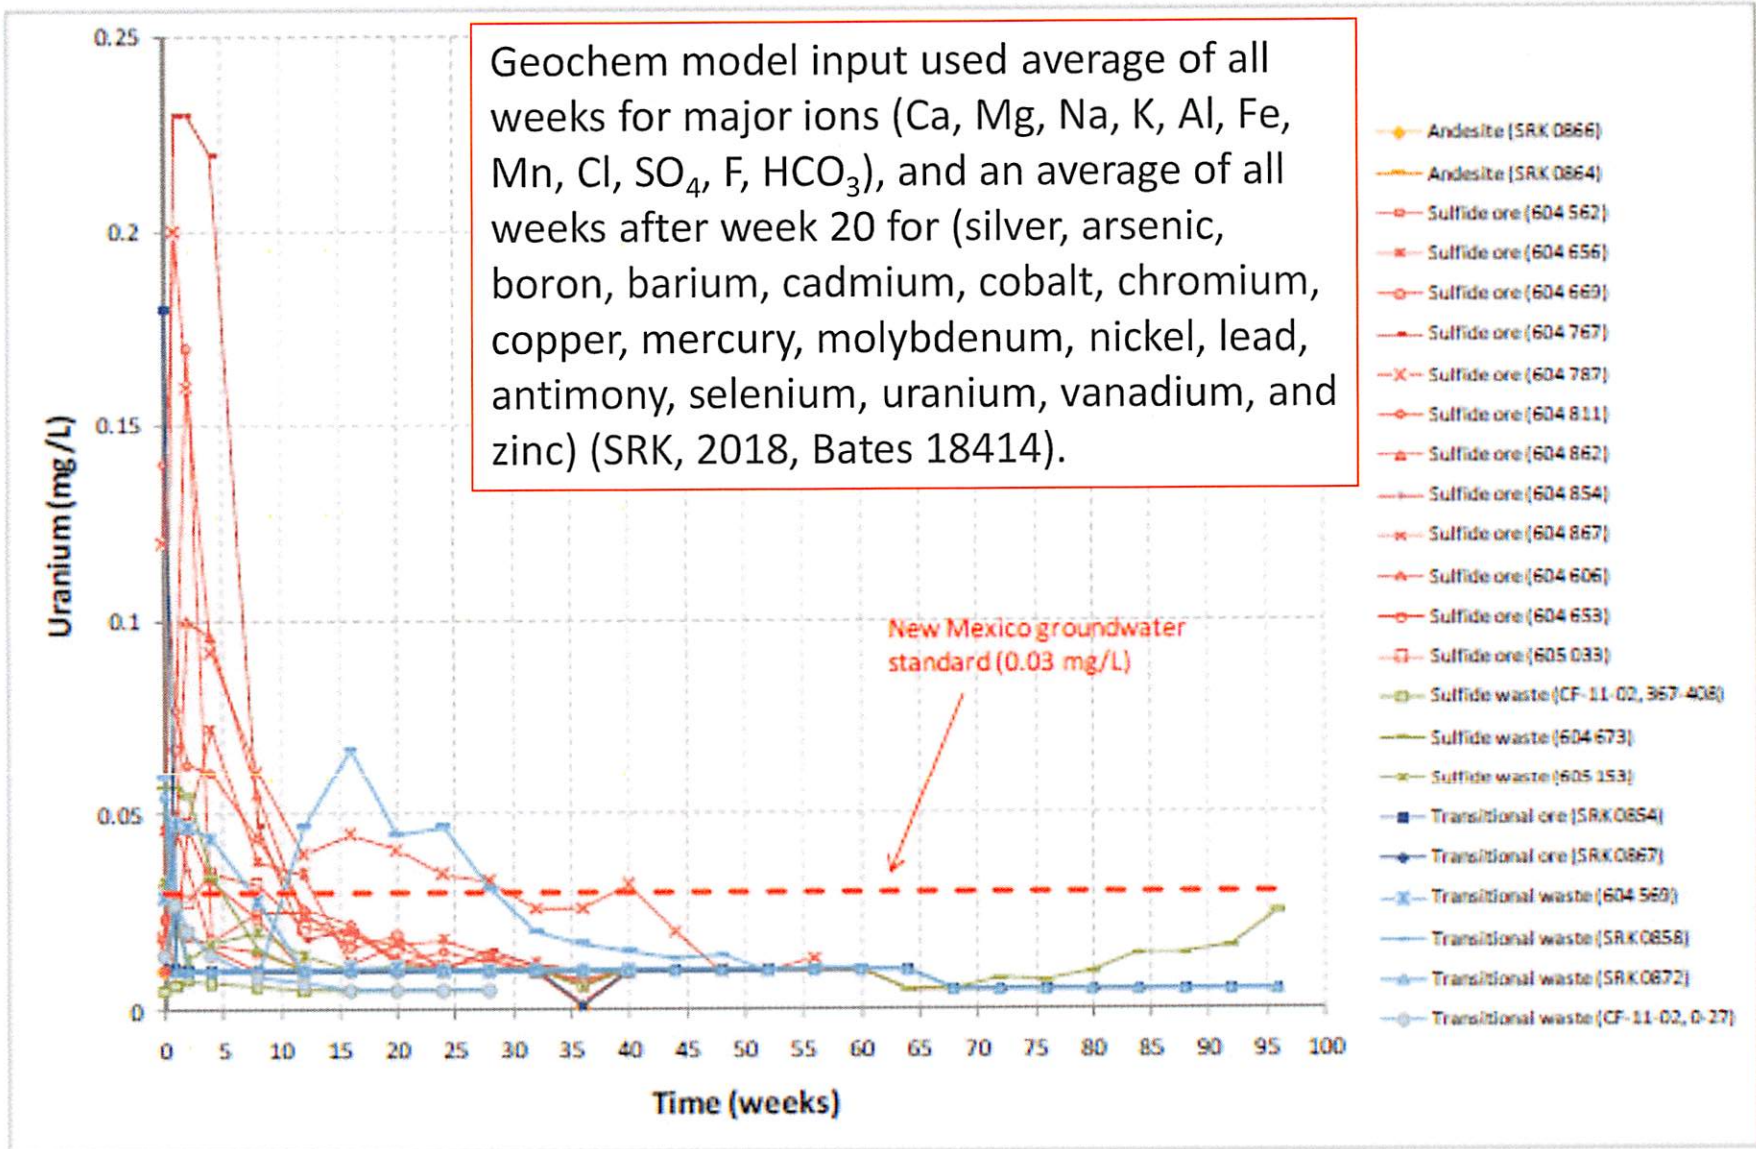 Geochem model input used average of all
weeks for major ions (Ca, Mg, Na, K, Al, Fe,
Mn, Cl, SO₄, F, HCO₃), and an average of all
weeks after week 20 for (silver, arsenic,
boron, barium, cadmium, cobalt, chromium,
copper, mercury, molybdenum, nickel, lead,
antimony, selenium, uranium, vanadium, and
zinc) (SRK, 2018, Bates 18414).
Uranium (mg/L)
0.25
0.2
0.15
0.1
0.05
0
New Mexico groundwater
standard (0.03 mg/L)
0 5 10 15 20 25 30 35 40 45 50 55 60 65 70 75 80 85 90 95 100
Time (weeks)
Andesite (SRK 0866)
Andesite (SRK 0864)
Sulfide ore (604 562)
Sulfide ore (604 656)
Sulfide ore (604 669)
Sulfide ore (604 767)
Sulfide ore (604 787)
Sulfide ore (604 811)
Sulfide ore (604 862)
Sulfide ore (604 854)
Sulfide ore (604 867)
Sulfide ore (604 606)
Sulfide ore (604 653)
Sulfide ore (605 033)
Sulfide waste (CF-11-02, 367-408)
Sulfide waste (604 673)
Sulfide waste (605 153)
Transitional ore (SRK 0854)
Transitional ore (SRK 0867)
Transitional waste (604 569)
Transitional waste (SRK 0858)
Transitional waste (SRK 0872)
Transitional waste (CF-11-02, 0-27)